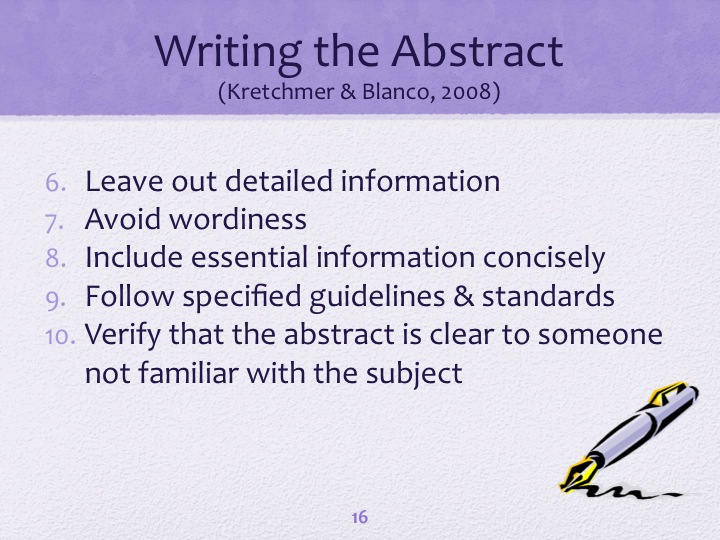 Writing the Abstract
(Kretchmer & Blanco, 2008)
6. Leave out detailed information
7. Avoid wordiness
8. Include essential information concisely
9. Follow specified guidelines & standards
10. Verify that the abstract is clear to someone
not familiar with the subject
16